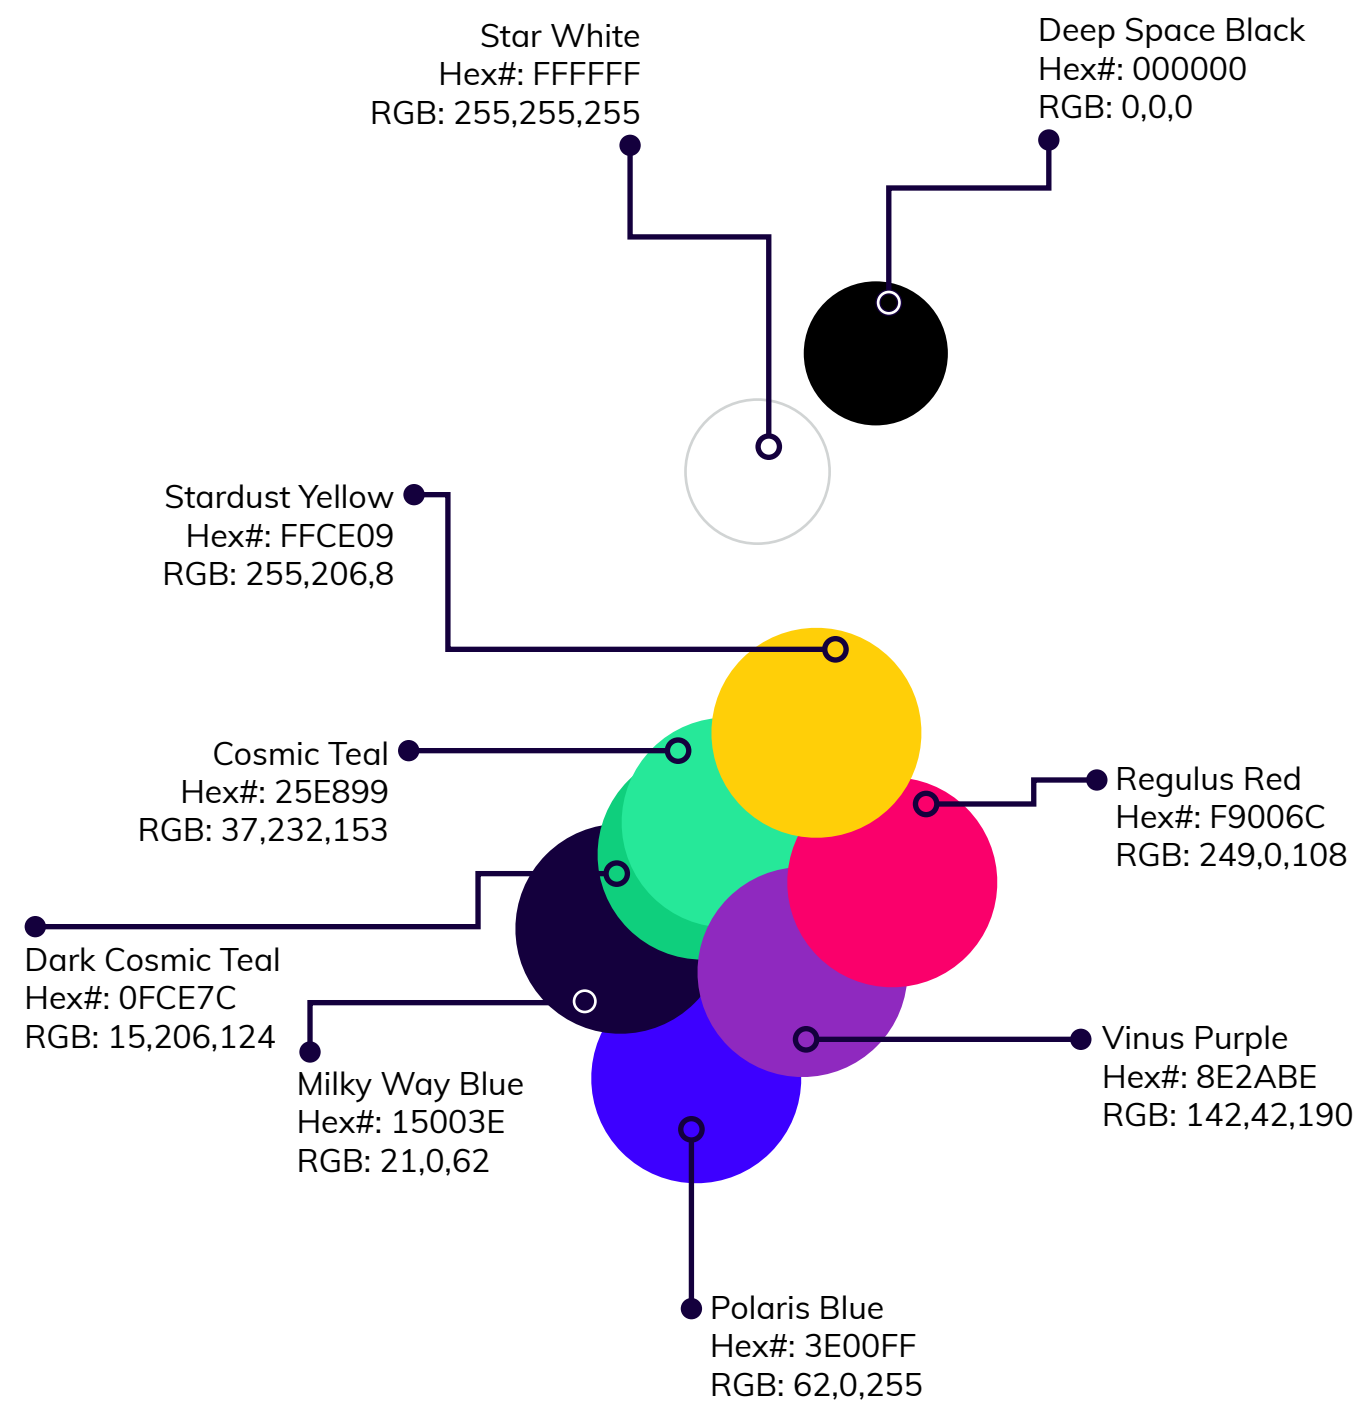 Star White
Hex#: FFFFFF
RGB: 255,255,255
Deep Space Black
Hex#: 000000
RGB: 0,0,0
Stardust Yellow
Hex#: FFCE09
RGB: 255,206,8
Cosmic Teal
Hex#: 25E899
RGB: 37,232,153
Regulus Red
Hex#: F9006C
RGB: 249,0,108
Dark Cosmic Teal
Hex#: 0FCE7C
RGB: 15,206,124
Milky Way Blue
Hex#: 15003E
RGB: 21,0,62
Vinus Purple
Hex#: 8E2ABE
RGB: 142,42,190
Polaris Blue
Hex#: 3E00FF
RGB: 62,0,255